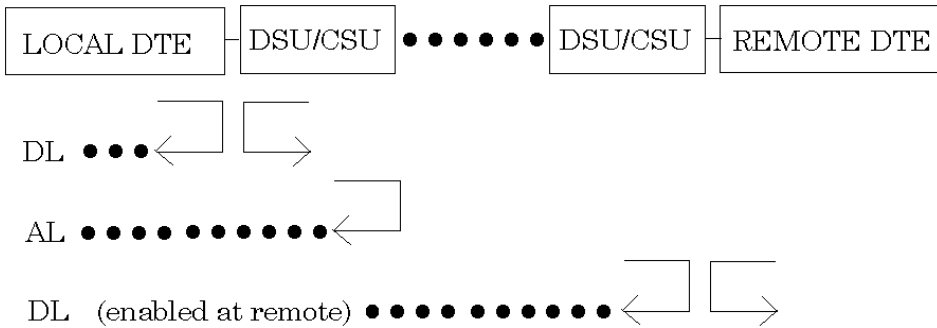 LOCAL DTE DSU/CSU DSU/CSU REMOTE DTE
DL
AL
DL (enabled at remote)